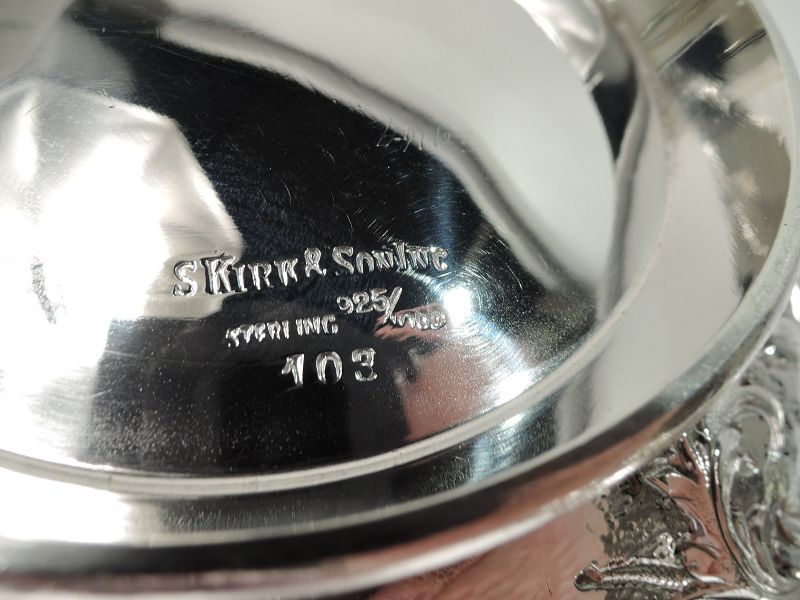 S KIRK & SON INC
STERLING 925/1000
103